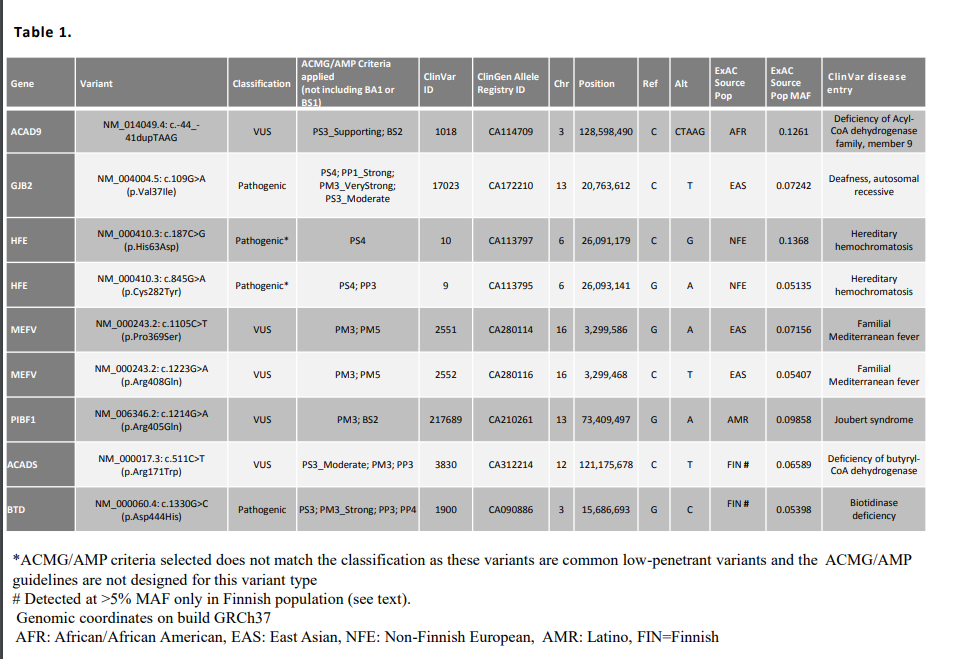 Table 1.
Gene | Variant | Classification | ACMG/AMP Criteria applied (not including BA1 or BS1) | ClinVar ID | ClinGen Allele Registry ID | Chr | Position | Ref | Alt | ExAC Source Pop | ExAC Source Pop MAF | ClinVar disease entry
ACAD9 | NM_014049.4: c.-44_-41dupTAAG | VUS | PS3_Supporting; BS2 | 1018 | CA114709 | 3 | 128,598,490 | C | CTAAG | AFR | 0.1261 | Deficiency of Acyl-CoA dehydrogenase family, member 9
GJB2 | NM_004004.5: c.109G>A (p.Val37Ile) | Pathogenic | PS4; PP1_Strong; PM3_VeryStrong; PS3_Moderate | 17023 | CA172210 | 13 | 20,763,612 | C | T | EAS | 0.07242 | Deafness, autosomal recessive
HFE | NM_000410.3: c.187C>G (p.His63Asp) | Pathogenic* | PS4 | 10 | CA113797 | 6 | 26,091,179 | C | G | NFE | 0.1368 | Hereditary hemochromatosis
HFE | NM_000410.3: c.845G>A (p.Cys282Tyr) | Pathogenic* | PS4; PP3 | 9 | CA113795 | 6 | 26,093,141 | G | A | NFE | 0.05135 | Hereditary hemochromatosis
MEFV | NM_000243.2: c.1105C>T (p.Pro369Ser) | VUS | PM3; PM5 | 2551 | CA280114 | 16 | 3,299,586 | G | A | EAS | 0.07156 | Familial Mediterranean fever
MEFV | NM_000243.2: c.1223G>A (p.Arg408Gln) | VUS | PM3; PM5 | 2552 | CA280116 | 16 | 3,299,468 | C | T | EAS | 0.05407 | Familial Mediterranean fever
PIBF1 | NM_006346.2: c.1214G>A (p.Arg405Gln) | VUS | PM3; BS2 | 217689 | CA210261 | 13 | 73,409,497 | G | A | AMR | 0.09858 | Joubert syndrome
ACADS | NM_000017.3: c.511C>T (p.Arg171Trp) | VUS | PS3_Moderate; PM3; PP3 | 3830 | CA312214 | 12 | 121,175,678 | C | T | FIN # | 0.06589 | Deficiency of butyryl-CoA dehydrogenase
BTD | NM_000060.4: c.1330G>C (p.Asp444His) | Pathogenic | PS3; PM3_Strong; PP3; PP4 | 1900 | CA090886 | 3 | 15,686,693 | G | C | FIN # | 0.05398 | Biotidinase deficiency
*ACMG/AMP criteria selected does not match the classification as these variants are common low-penetrant variants and the ACMG/AMP
guidelines are not designed for this variant type
# Detected at >5% MAF only in Finnish population (see text).
Genomic coordinates on build GRCh37
AFR: African/African American, EAS: East Asian, NFE: Non-Finnish European, AMR: Latino, FIN=Finnish